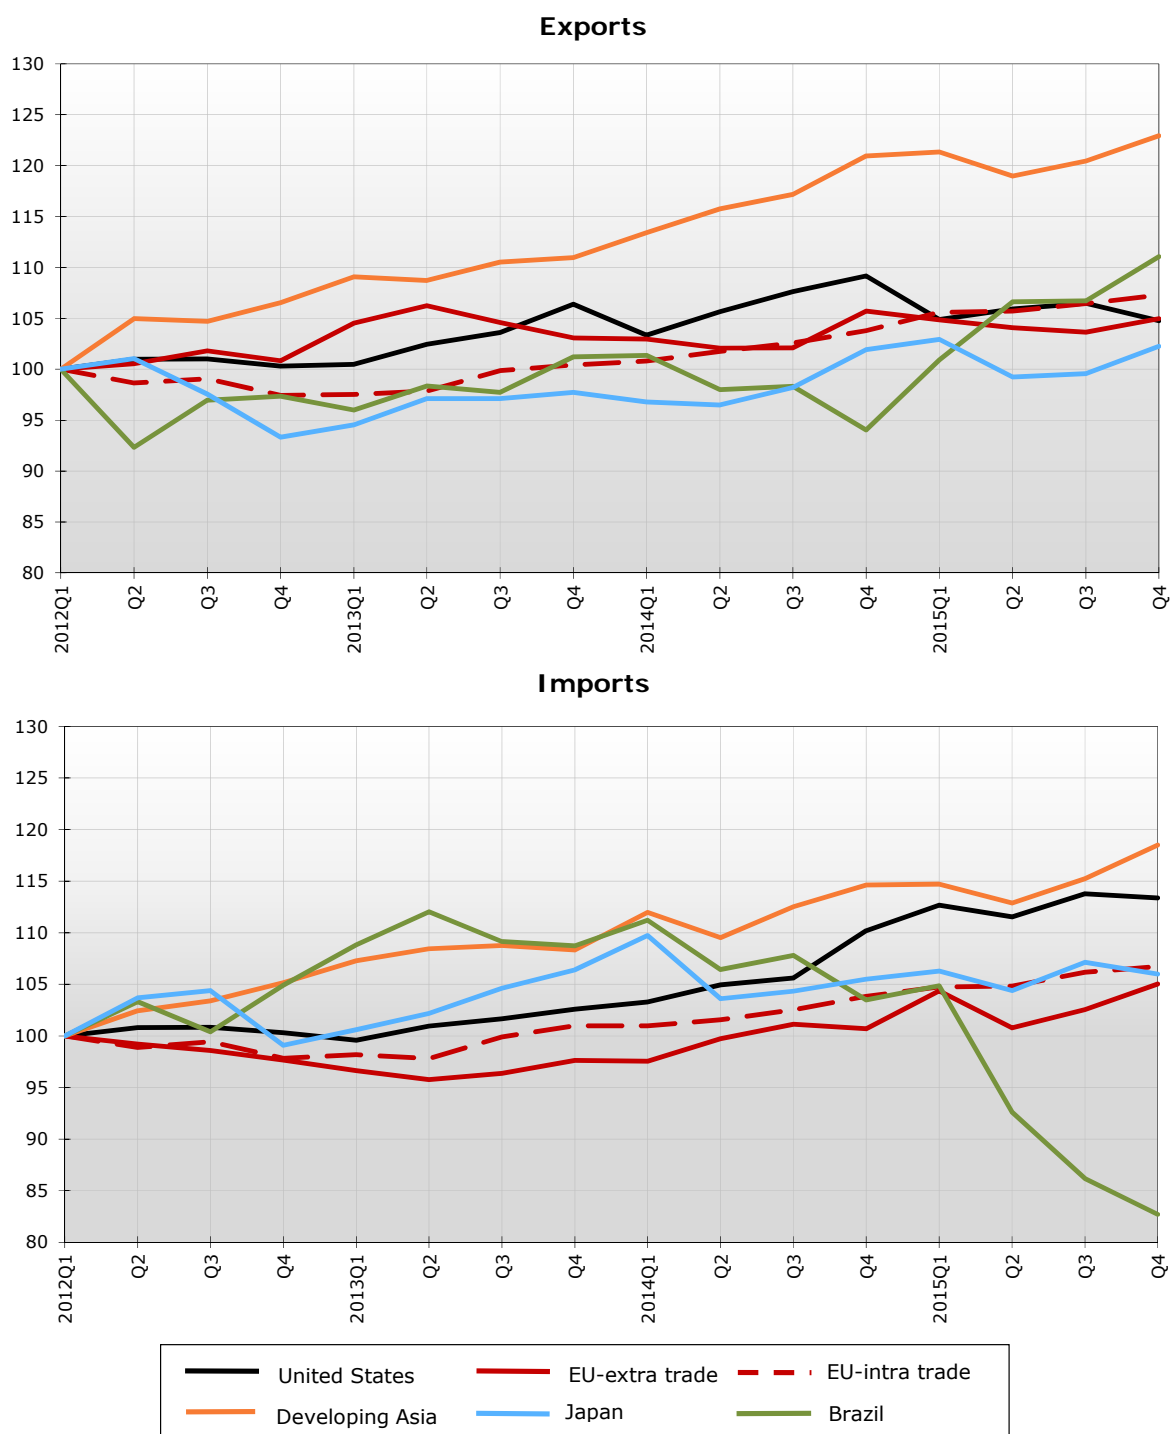 Exports
130
125
120
115
110
105
100
95
90
85
80
2012Q1
Q2
Q3
Q4
2013Q1
Q2
Q3
Q4
2014Q1
Q2
Q3
Q4
2015Q1
Q2
Q3
Q4
Imports
130
125
120
115
110
105
100
95
90
85
80
2012Q1
Q2
Q3
Q4
2013Q1
Q2
Q3
Q4
2014Q1
Q2
Q3
Q4
2015Q1
Q2
Q3
Q4
United States EU-extra trade EU-intra trade
Developing Asia Japan Brazil